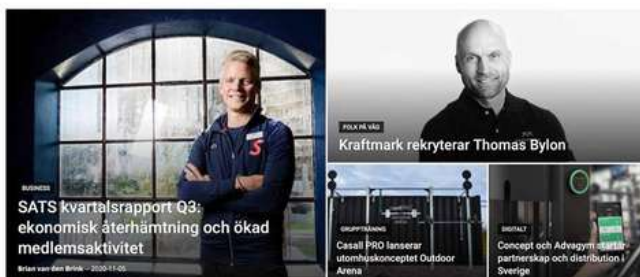 BUSINESS
SATS kvartalsrapport Q3:
ekonomisk återhämtning och ökad
medlemsaktivitet
Brian van den Brink – 2020-11-05
FOLK PÅ VÄG
Kraftmark rekryterar Thomas Bylon
GRUPPTRÄNING
Casall PRO lanserar
utomhuskonceptet Outdoor
Arena
DIGITALT
Concept och Advagym startar
partnerskap och distribution i
Sverige